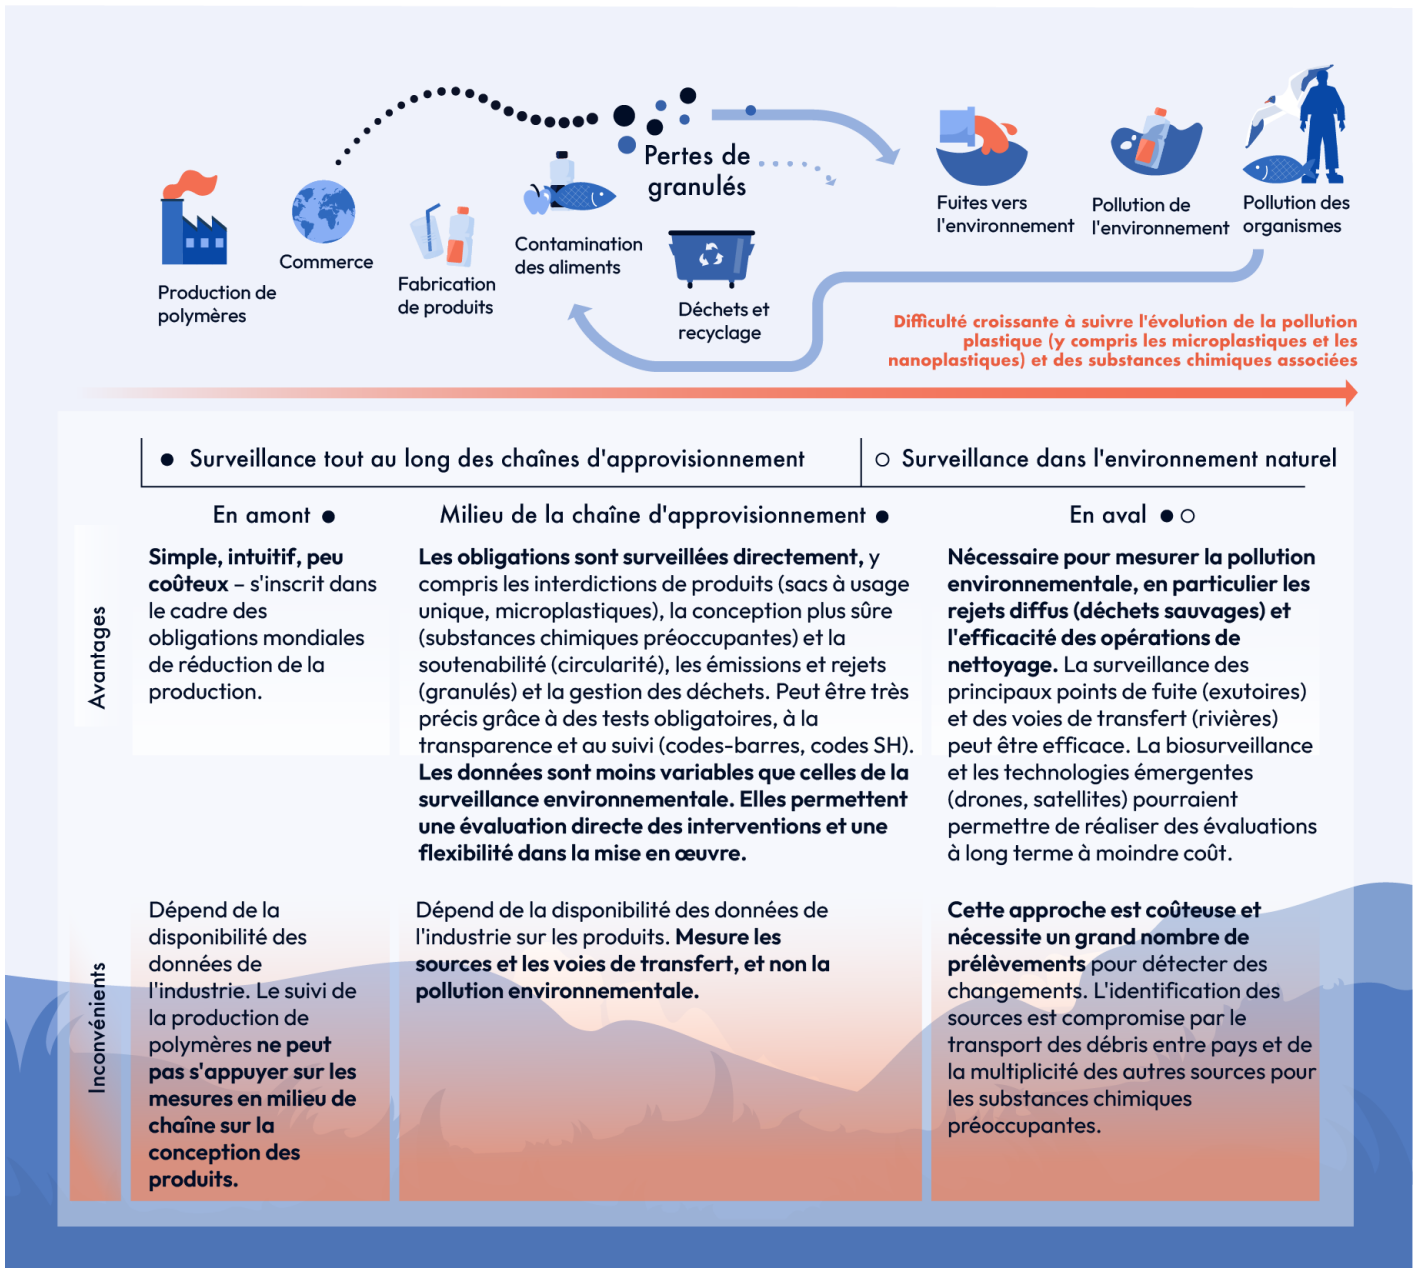 Pertes de
granulés
Production de
polymères
Commerce
Fabrication
de produits
Contamination
des aliments
Déchets et
recyclage
Fuites vers
l'environnement
Pollution de
l'environnement
Pollution des
organismes
Difficulté croissante à suivre l'évolution de la pollution
plastique (y compris les microplastiques et les
nanoplastiques) et des substances chimiques associées
Surveillance tout au long des chaînes d'approvisionnement
Surveillance dans l'environnement naturel
En amont
Milieu de la chaîne d'approvisionnement
En aval
Avantages
Simple, intuitif, peu
coûteux – s'inscrit dans
le cadre des
obligations mondiales
de réduction de la
production.
Les obligations sont surveillées directement, y
compris les interdictions de produits (sacs à usage
unique, microplastiques), la conception plus sûre
(substances chimiques préoccupantes) et la
soutenabilité (circularité), les émissions et rejets
(granulés) et la gestion des déchets. Peut être très
précis grâce à des tests obligatoires, à la
transparence et au suivi (codes-barres, codes SH).
Les données sont moins variables que celles de la
surveillance environnementale. Elles permettent
une évaluation directe des interventions et une
flexibilité dans la mise en œuvre.
Nécessaire pour mesurer la pollution
environnementale, en particulier les
rejets diffus (déchets sauvages) et
l'efficacité des opérations de
nettoyage. La surveillance des
principaux points de fuite (exutoires)
et des voies de transfert (rivières)
peut être efficace. La biosurveillance
et les technologies émergentes
(drones, satellites) pourraient
permettre de réaliser des évaluations
à long terme à moindre coût.
Inconvénients
Dépend de la
disponibilité des
données de
l'industrie. Le suivi de
la production de
polymères ne peut
pas s'appuyer sur les
mesures en milieu de
chaîne sur la
conception des
produits.
Dépend de la disponibilité des données de
l'industrie sur les produits. Mesure les
sources et les voies de transfert, et non la
pollution environnementale.
Cette approche est coûteuse et
nécessite un grand nombre de
prélèvements pour détecter des
changements. L'identification des
sources est compromise par le
transport des débris entre pays et de
la multiplicité des autres sources pour
les substances chimiques
préoccupantes.